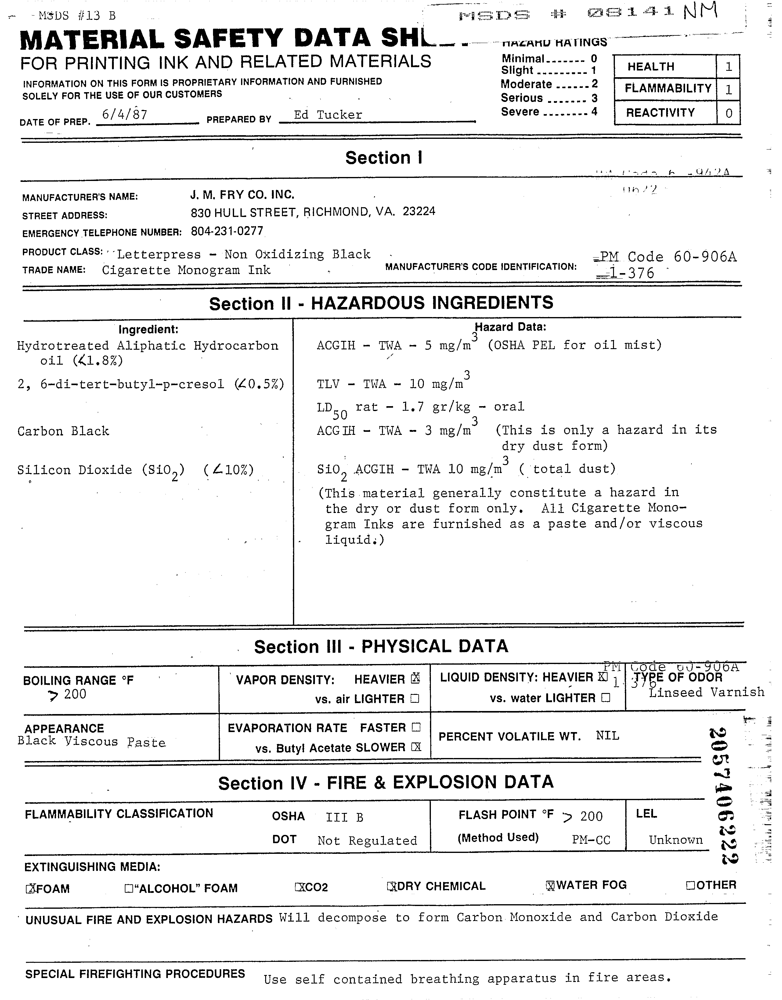 MSDS #13 B
MSDS # 08141 NM
MATERIAL SAFETY DATA
FOR PRINTING INK AND RELATED MATERIALS
INFORMATION ON THIS FORM IS PROPRIETARY INFORMATION AND FURNISHED
SOLELY FOR THE USE OF OUR CUSTOMERS
DATE OF PREP. 6/4/87 PREPARED BY Ed Tucker
HAZARD RATINGS
Minimal------- 0
Slight --------- 1
Moderate ------ 2
Serious ------ 3
Severe -------- 4
HEALTH 1
FLAMMABILITY 1
REACTIVITY 0
Section I
MANUFACTURER'S NAME: J. M. FRY CO. INC.
STREET ADDRESS: 830 HULL STREET, RICHMOND, VA. 23224
EMERGENCY TELEPHONE NUMBER: 804-231-0277
PRODUCT CLASS: Letterpress - Non Oxidizing Black
TRADE NAME: Cigarette Monogram Ink
MANUFACTURER'S CODE IDENTIFICATION: PM Code 60-906A
1-376
Section II - HAZARDOUS INGREDIENTS
Ingredient:
Hydrotreated Aliphatic Hydrocarbon
oil (<1.8%)
2, 6-di-tert-butyl-p-cresol (<0.5%)
Carbon Black
Silicon Dioxide (SiO2) (<10%)
Hazard Data:
ACGIH - TWA - 5 mg/m3 (OSHA PEL for oil mist)
TLV - TWA - 10 mg/m3
LD50 rat - 1.7 gr/kg - oral
ACGIH - TWA - 3 mg/m3 (This is only a hazard in its
dry dust form)
SiO2 ACGIH - TWA 10 mg/m3 ( total dust)
(This material generally constitute a hazard in
the dry or dust form only. All Cigarette Mono-
gram Inks are furnished as a paste and/or viscous
liquid.)
Section III - PHYSICAL DATA
PM Code 60-906A
1 376
BOILING RANGE °F
> 200
VAPOR DENSITY: HEAVIER ☒
vs. air LIGHTER ☐
LIQUID DENSITY: HEAVIER ☒
vs. water LIGHTER ☐
TYPE OF ODOR
Linseed Varnish
APPEARANCE
Black Viscous Paste
EVAPORATION RATE FASTER ☐
vs. Butyl Acetate SLOWER ☒
PERCENT VOLATILE WT. NIL
2057406222
Section IV - FIRE & EXPLOSION DATA
FLAMMABILITY CLASSIFICATION
OSHA III B
DOT Not Regulated
FLASH POINT °F > 200
(Method Used) PM-CC
LEL
Unknown
EXTINGUISHING MEDIA:
☒FOAM ☐"ALCOHOL" FOAM ☒CO2 ☒DRY CHEMICAL ☒WATER FOG ☐OTHER
UNUSUAL FIRE AND EXPLOSION HAZARDS Will decompose to form Carbon Monoxide and Carbon Dioxide
SPECIAL FIREFIGHTING PROCEDURES Use self contained breathing apparatus in fire areas.